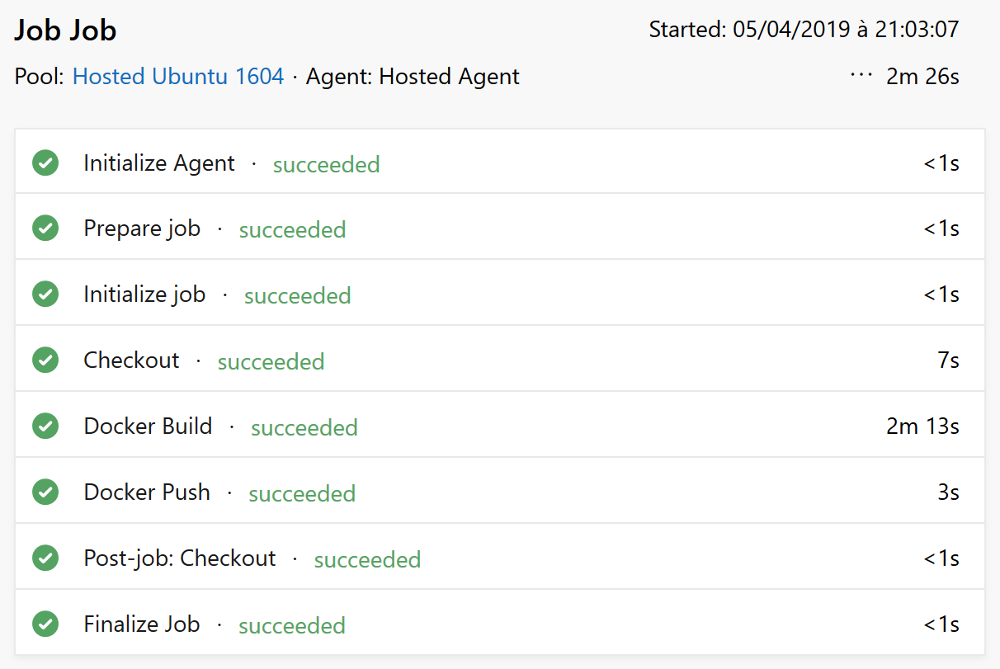 Job Job Started: 05/04/2019 à 21:03:07
Pool: Hosted Ubuntu 1604 · Agent: Hosted Agent ··· 2m 26s
Initialize Agent · succeeded <1s
Prepare job · succeeded <1s
Initialize job · succeeded <1s
Checkout · succeeded 7s
Docker Build · succeeded 2m 13s
Docker Push · succeeded 3s
Post-job: Checkout · succeeded <1s
Finalize Job · succeeded <1s